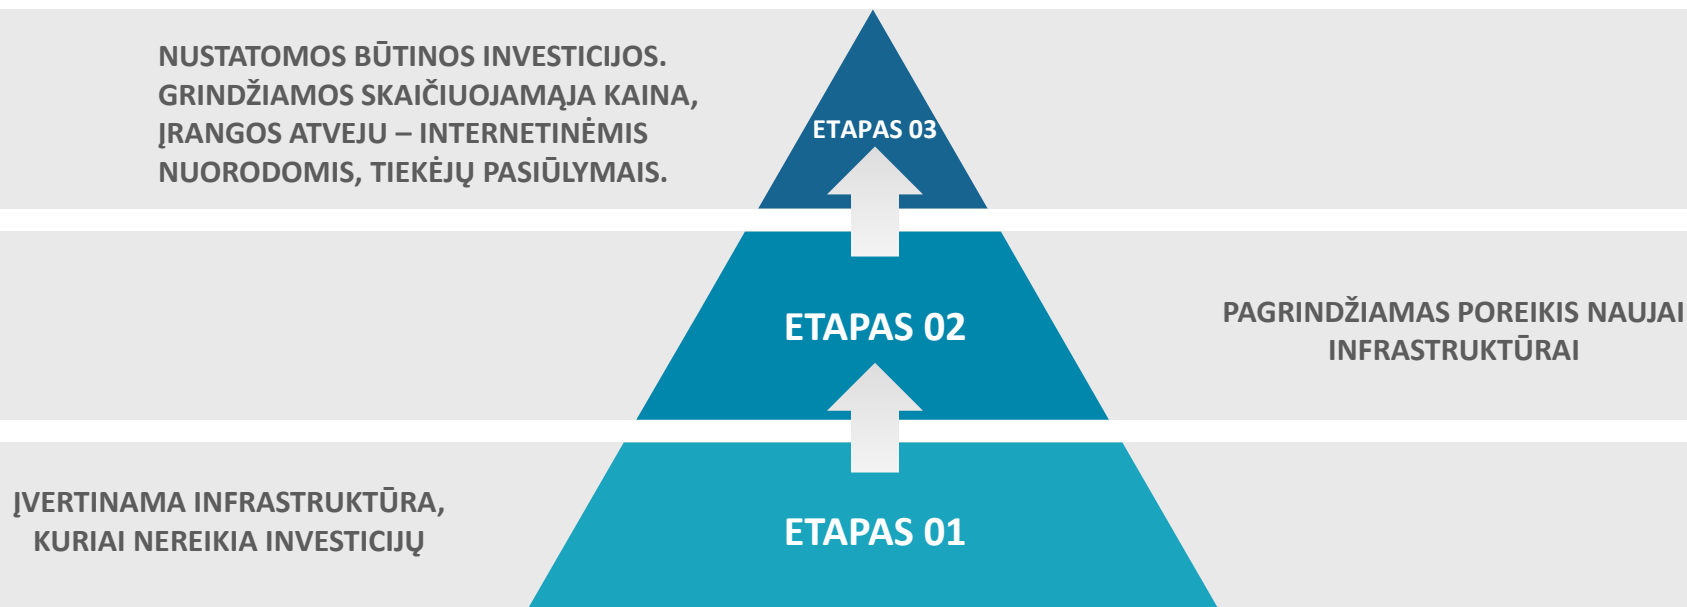 NUSTATOMOS BŪTINOS INVESTICIJOS.
GRINDŽIAMOS SKAIČIUOJAMĄJA KAINA,
ĮRANGOS ATVEJU – INTERNETINĖMIS
NUORODOMIS, TIEKĖJŲ PASIŪLYMAIS.
ETAPAS 03
ETAPAS 02
PAGRINDŽIAMAS POREIKIS NAUJAI
INFRASTRUKTŪRAI
ĮVERTINAMA INFRASTRUKTŪRA,
KURIAI NEREIKIA INVESTICIJŲ
ETAPAS 01